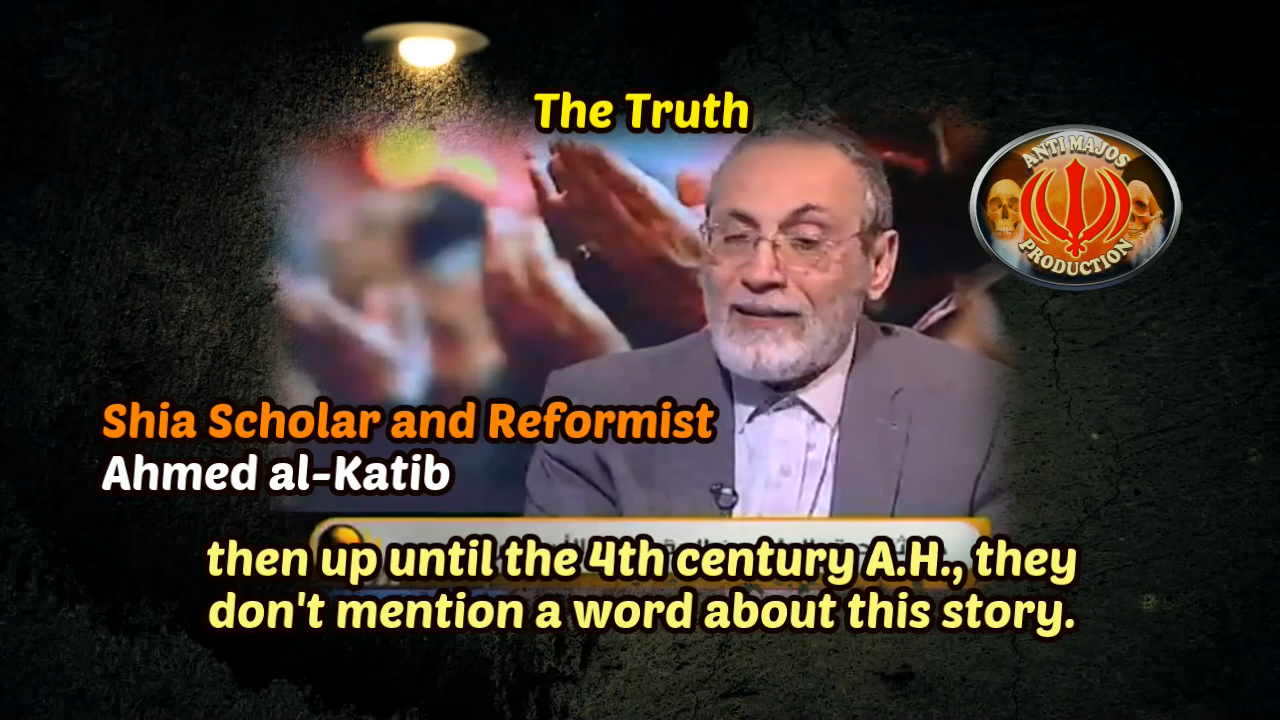 The Truth
ANTI MAJOS
PRODUCTION
Shia Scholar and Reformist
Ahmed al-Katib
then up until the 4th century A.H., they
don't mention a word about this story.